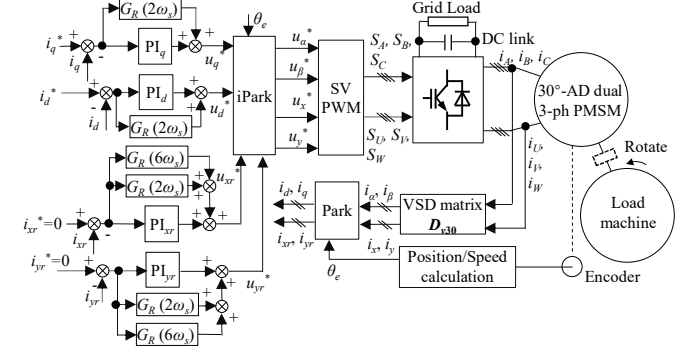 G_R (2ω_s)
θ_e
Grid Load
i_q*
+
+
+
PI_q
i_q
-
u_q*
u_α*
S_A, S_B,
S_C
DC link
i_A, i_B, i_C
u_β*
i_d*
+
PI_d
+
-
+
i_d
G_R (2ω_s)
u_d*
iPark
u_x*
SV
PWM
30°-AD dual
3-ph PMSM
u_y*
S_U, S_V,
S_W
i_U,
i_V,
i_W
Rotate
G_R (6ω_s)
G_R (2ω_s)
+
+
u_xr*
+
i_xr*=0
+
PI_xr
+
i_xr
-
i_d, i_q
Park
i_α, i_β
VSD matrix
D_v30
Load
machine
i_xr, i_yr
i_x, i_y
i_yr*=0
+
PI_yr
+
+
i_yr
-
u_yr*
G_R (2ω_s)
+
+
G_R (6ω_s)
θ_e
Position/Speed
calculation
Encoder